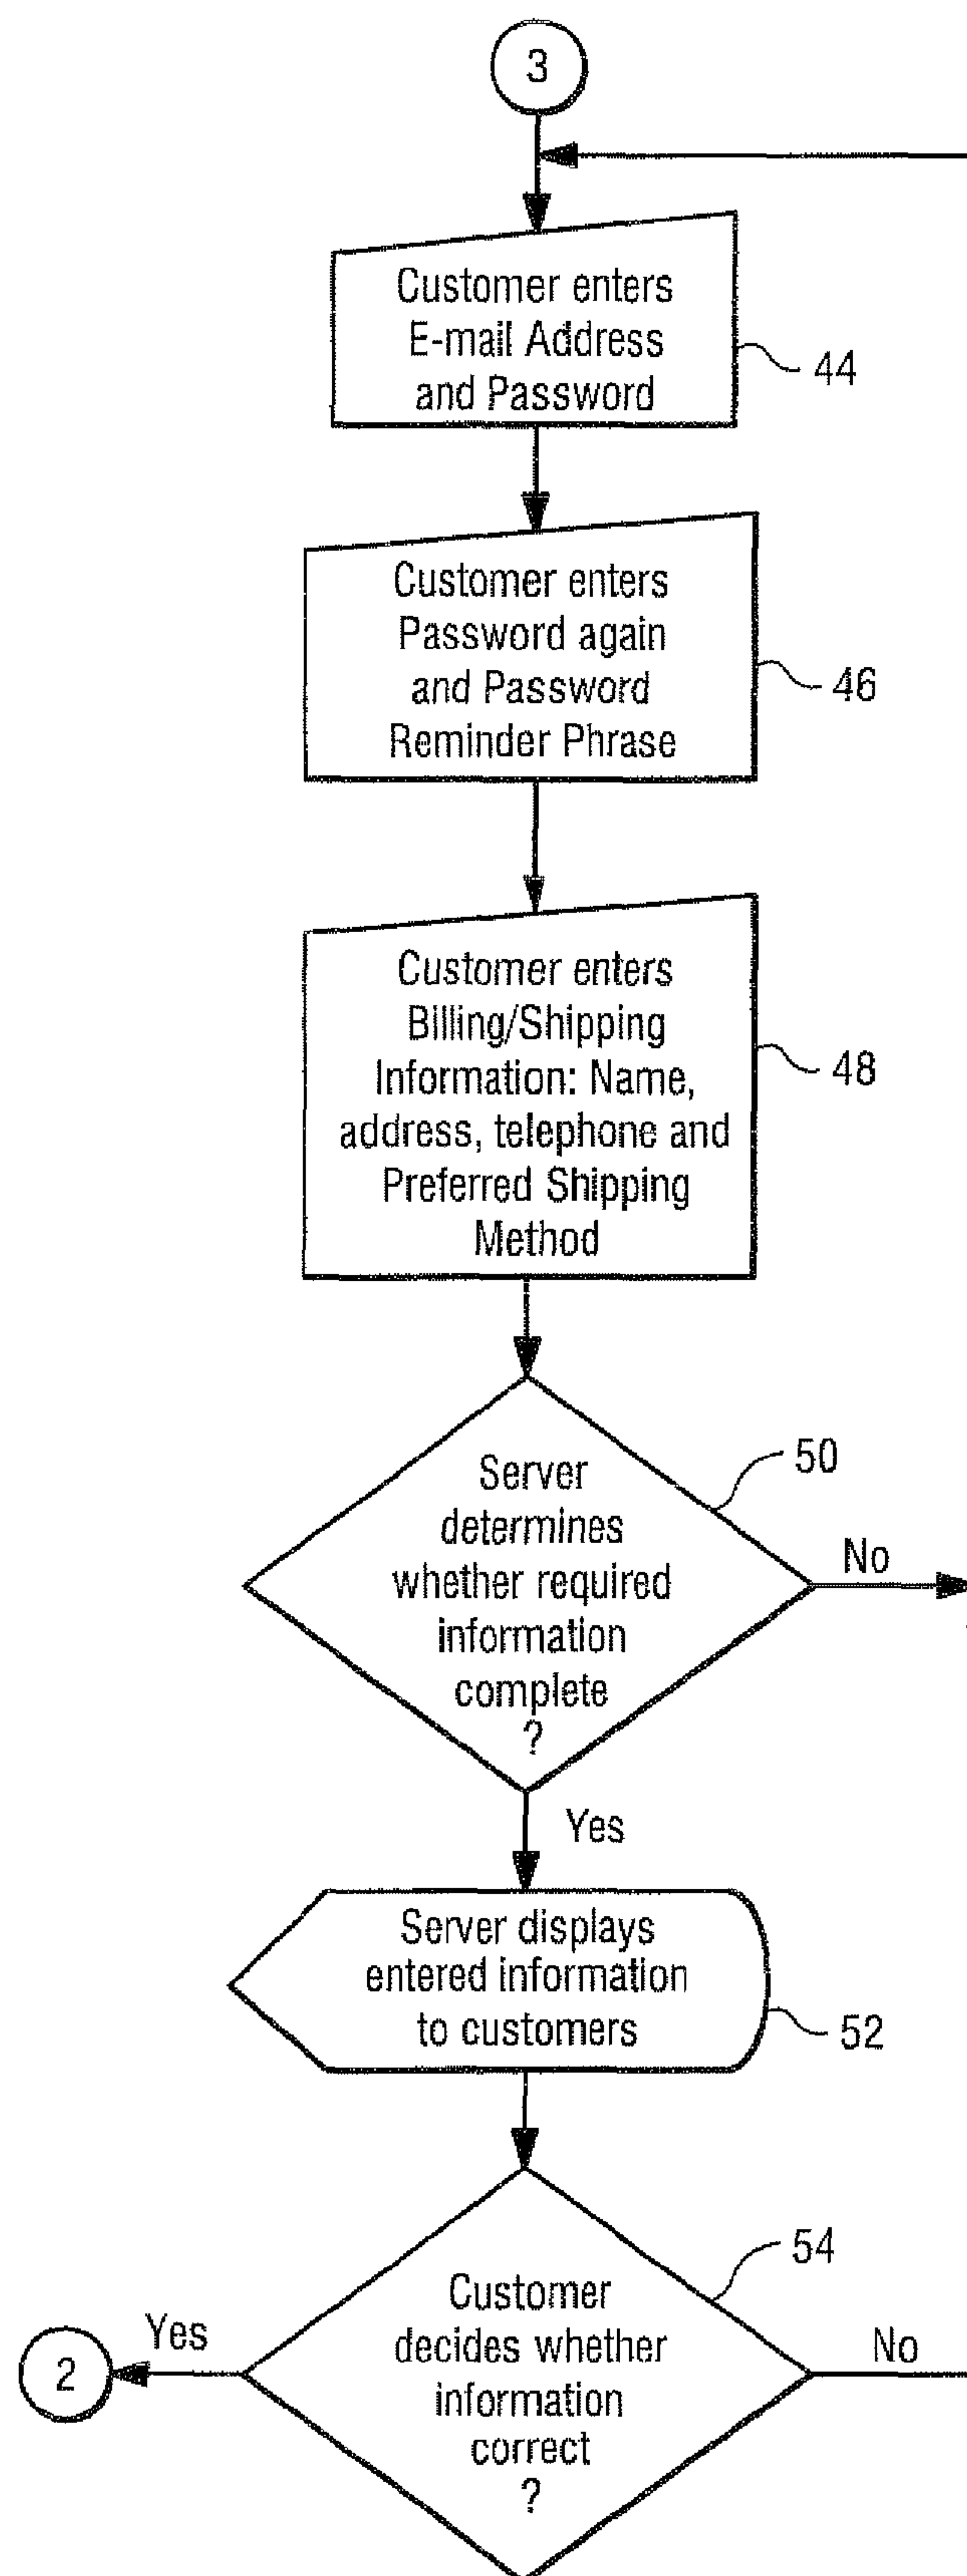 3
Customer enters
E-mail Address
and Password
44
Customer enters
Password again
and Password
Reminder Phrase
46
Customer enters
Billing/Shipping
Information: Name,
address, telephone and
Preferred Shipping
Method
48
50
Server
determines
whether required
information
complete
?
No
Yes
Server displays
entered information
to customers
52
54
Customer
decides whether
information
correct
?
Yes
2
No